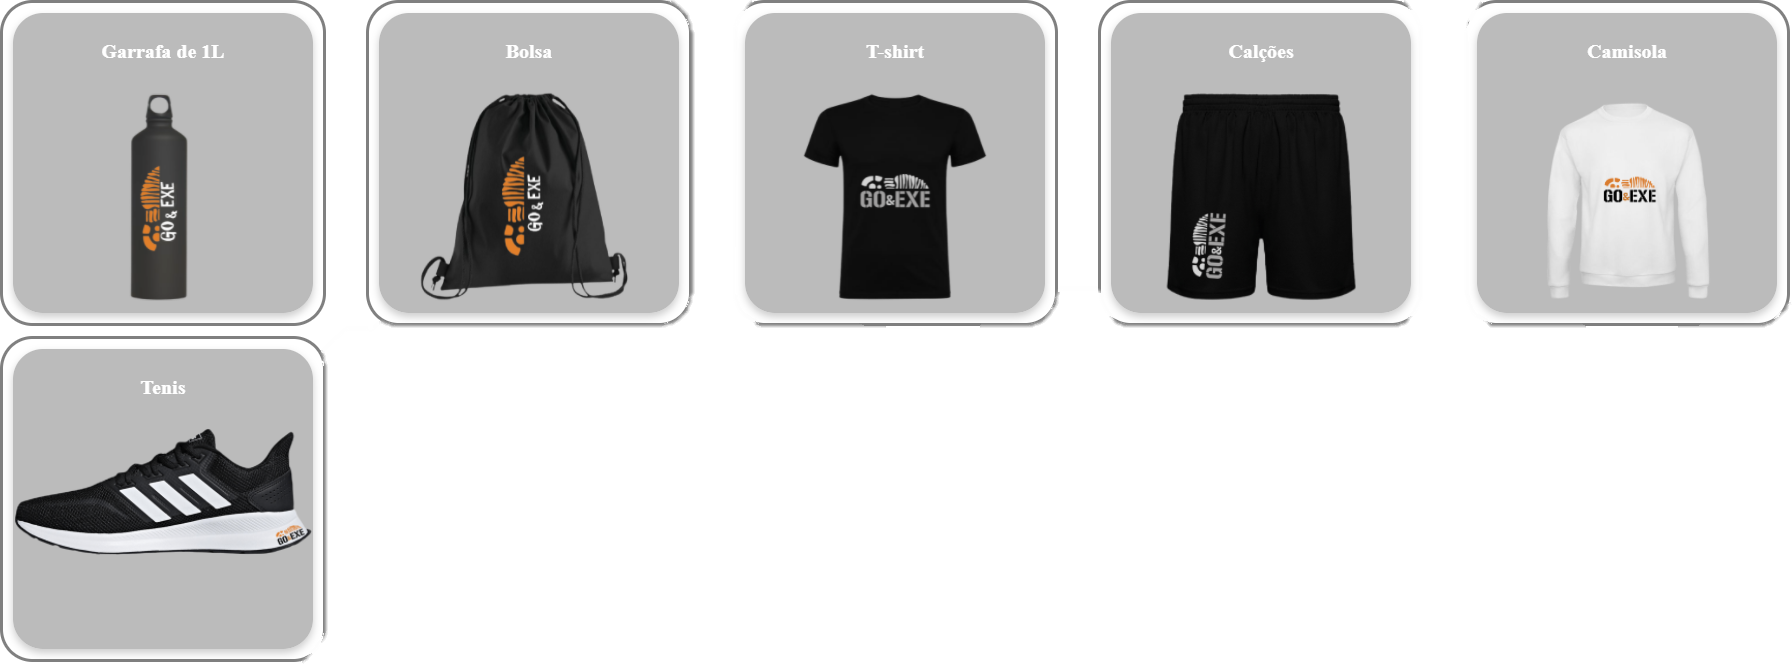 Garrafa de 1L
GO & EXE
Bolsa
GO & EXE
T-shirt
GO&EXE
Calções
GO&EXE
Camisola
GO&EXE
Tenis
GO&EXE